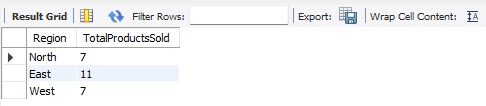 Result Grid Filter Rows: Export: Wrap Cell Content:
Region TotalProductsSold
North 7
East 11
West 7